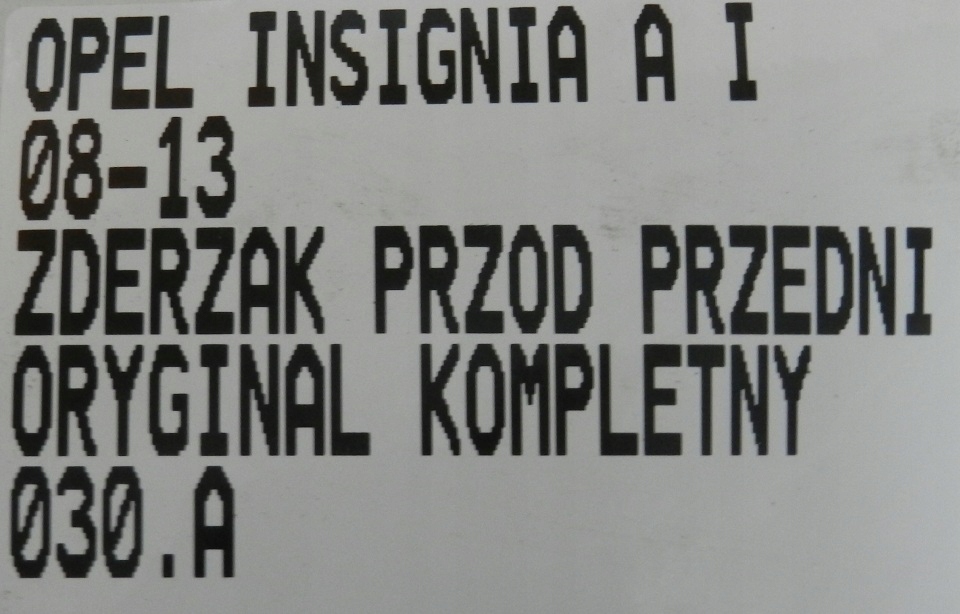 OPEL INSIGNIA A I
08-13
ZDERZAK PRZOD PRZEDNI
ORYGINAL KOMPLETNY
030.A